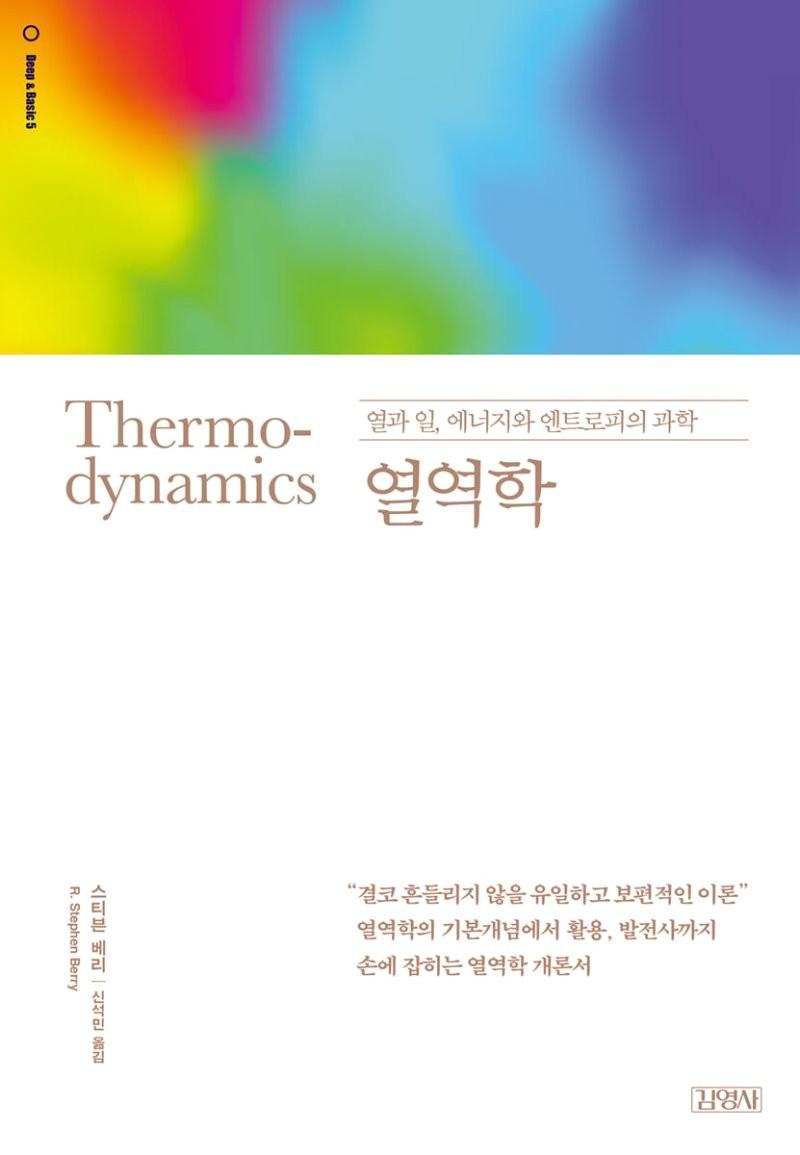 Deep & Basic 5
Thermo-
dynamics
열과 일, 에너지와 엔트로피의 과학
열역학
스티븐 베리 | 신석민 옮김
R. Stephen Berry
“결코 흔들리지 않을 유일하고 보편적인 이론”
열역학의 기본개념에서 활용, 발전사까지
손에 잡히는 열역학 개론서
김영사